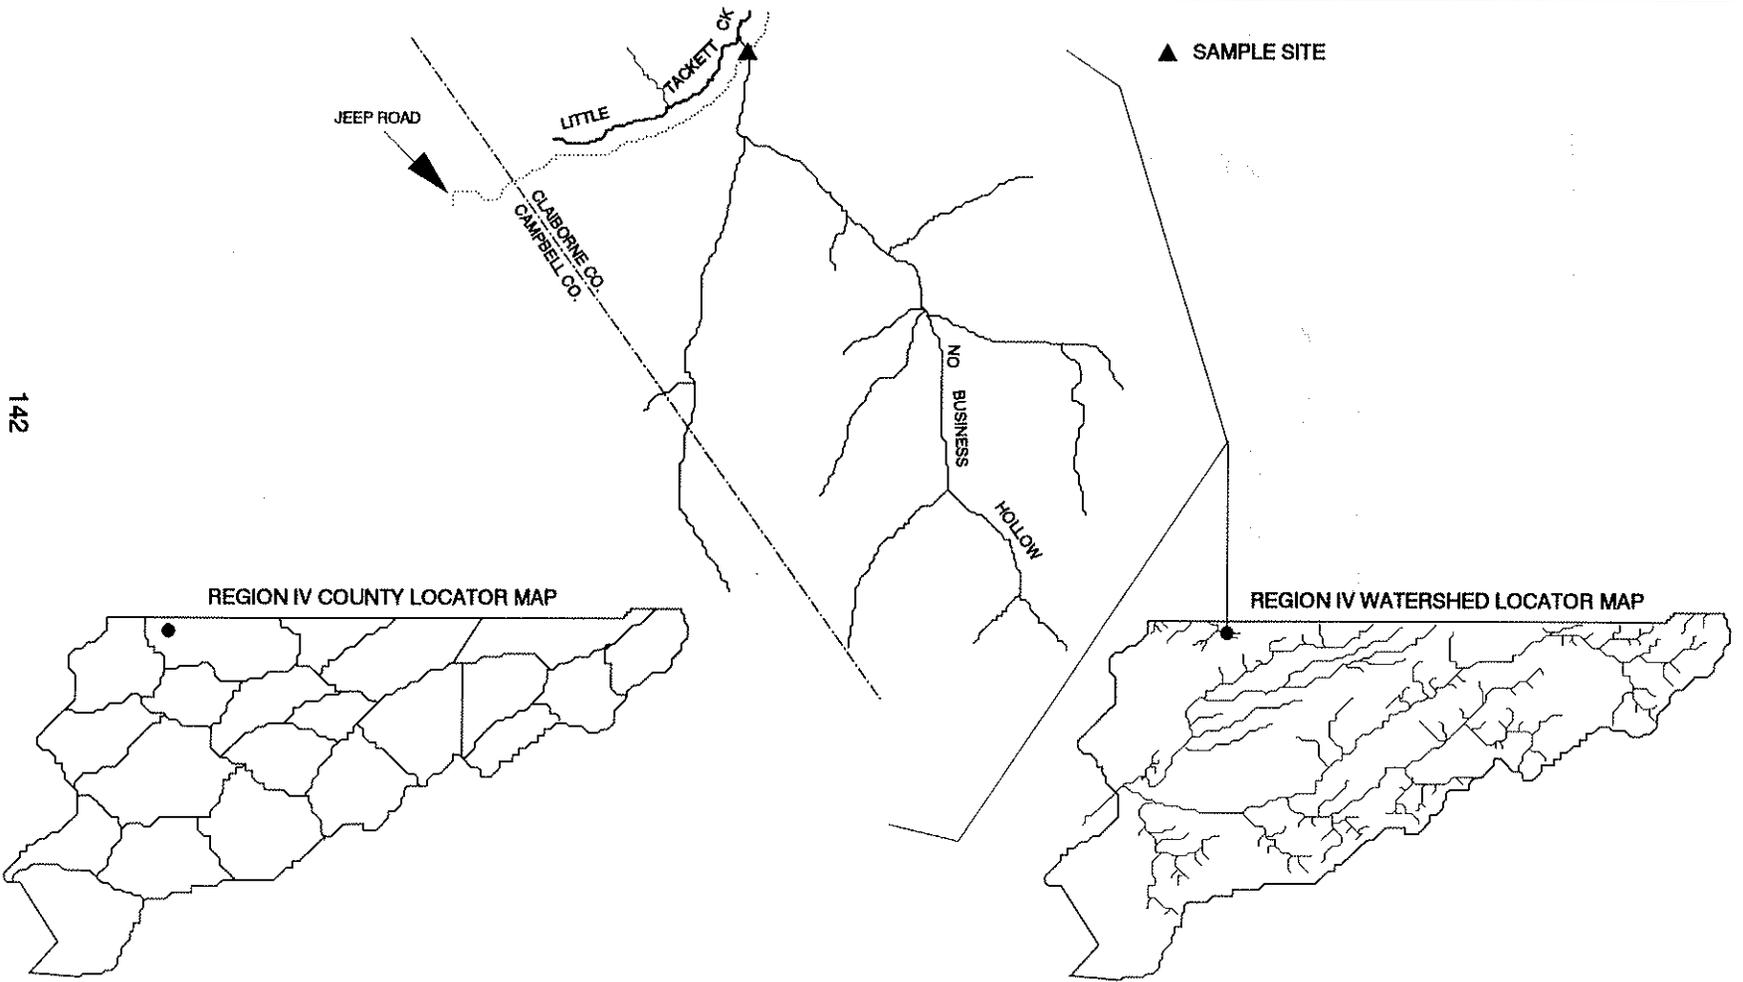 CK
TACKETT
LITTLE
SAMPLE SITE
JEEP ROAD
CLAIBORNE CO.
CAMPBELL CO.
NO BUSINESS
HOLLOW
142
REGION IV COUNTY LOCATOR MAP
REGION IV WATERSHED LOCATOR MAP